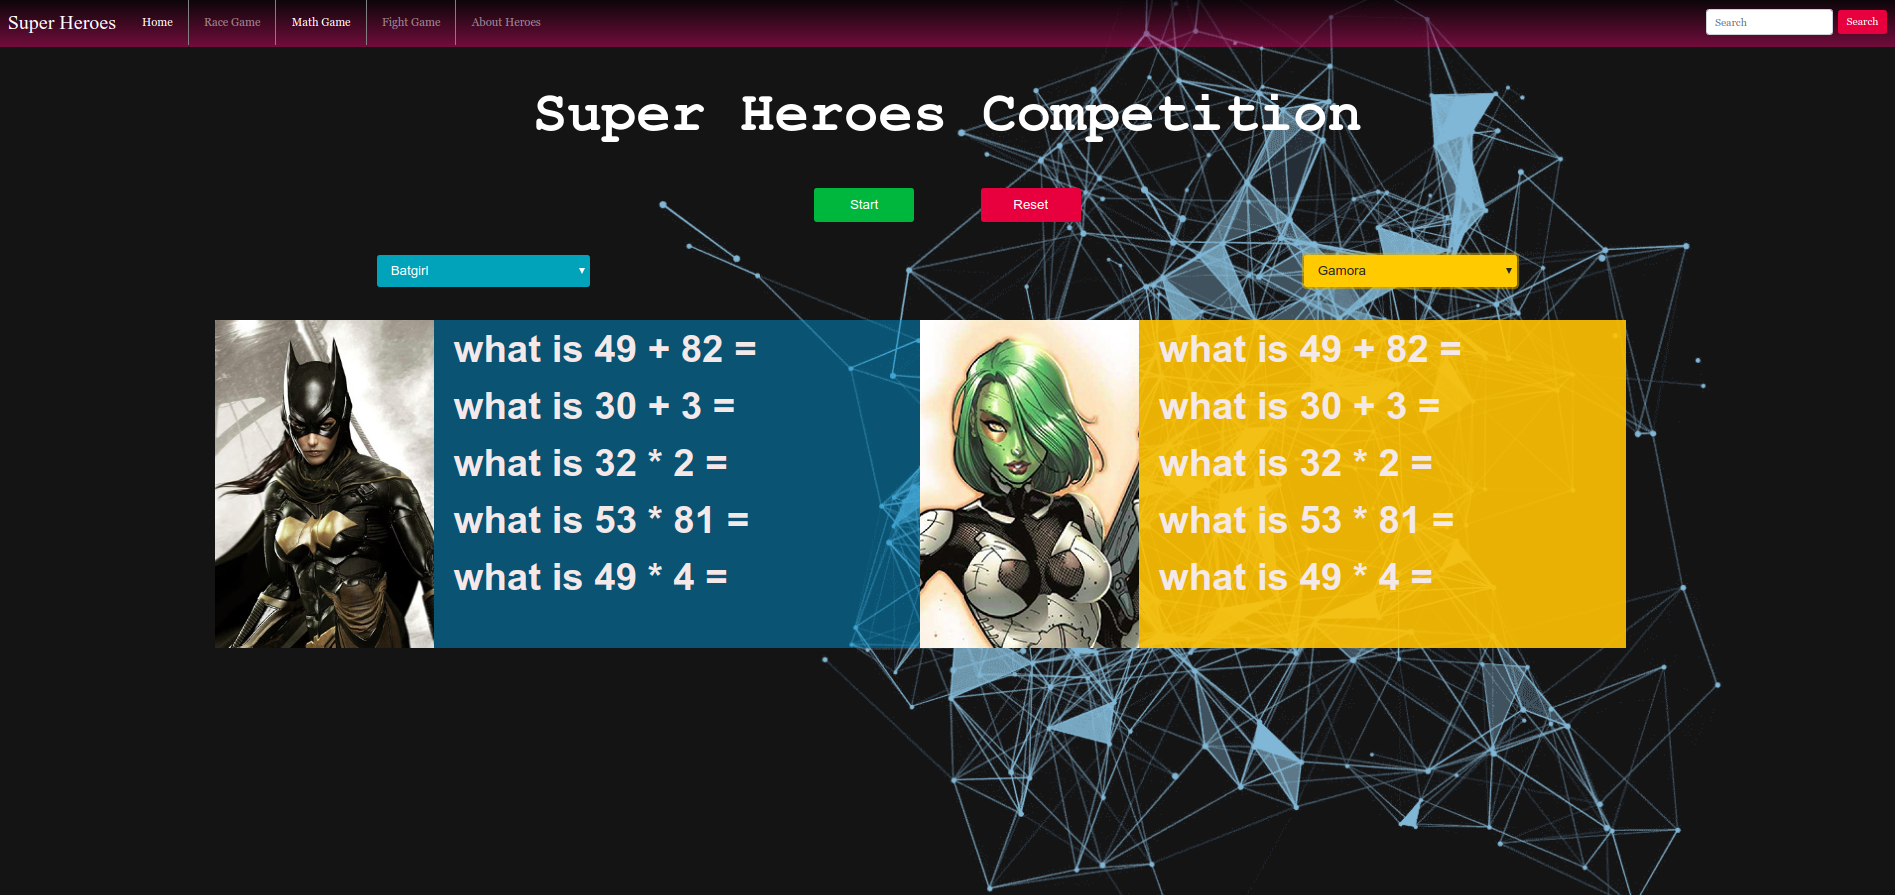 Super Heroes Home Race Game Math Game Fight Game About Heroes Search Search
Super Heroes Competition
Start Reset
Batgirl Gamora
what is 49 + 82 =
what is 30 + 3 =
what is 32 * 2 =
what is 53 * 81 =
what is 49 * 4 =
what is 49 + 82 =
what is 30 + 3 =
what is 32 * 2 =
what is 53 * 81 =
what is 49 * 4 =